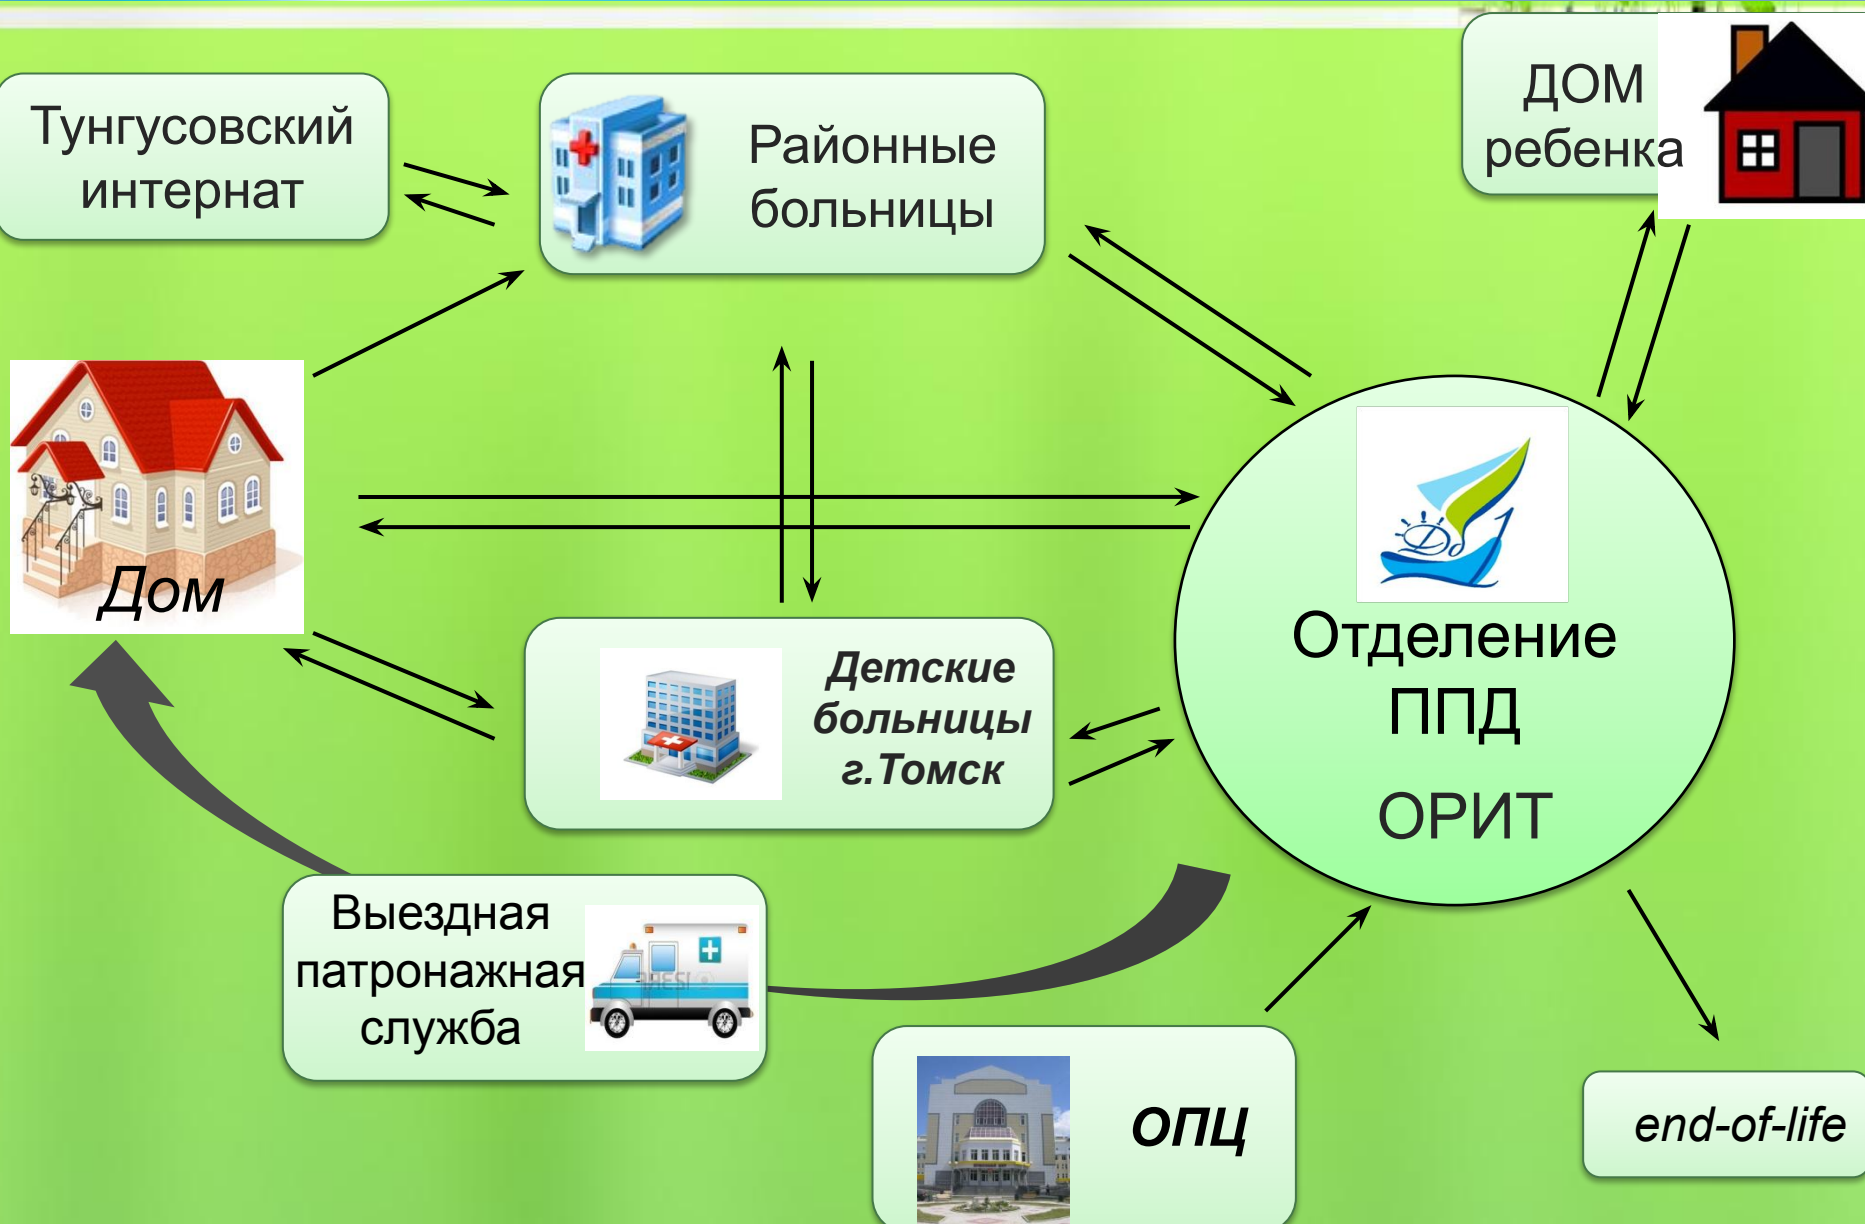 Тунгусовский
интернат
Районные
больницы
ДОМ
ребенка
Дом
Отделение
ППД
ОРИТ
Детские
больницы
г.Томск
Выездная
патронажная
служба
ОПЦ
end-of-life